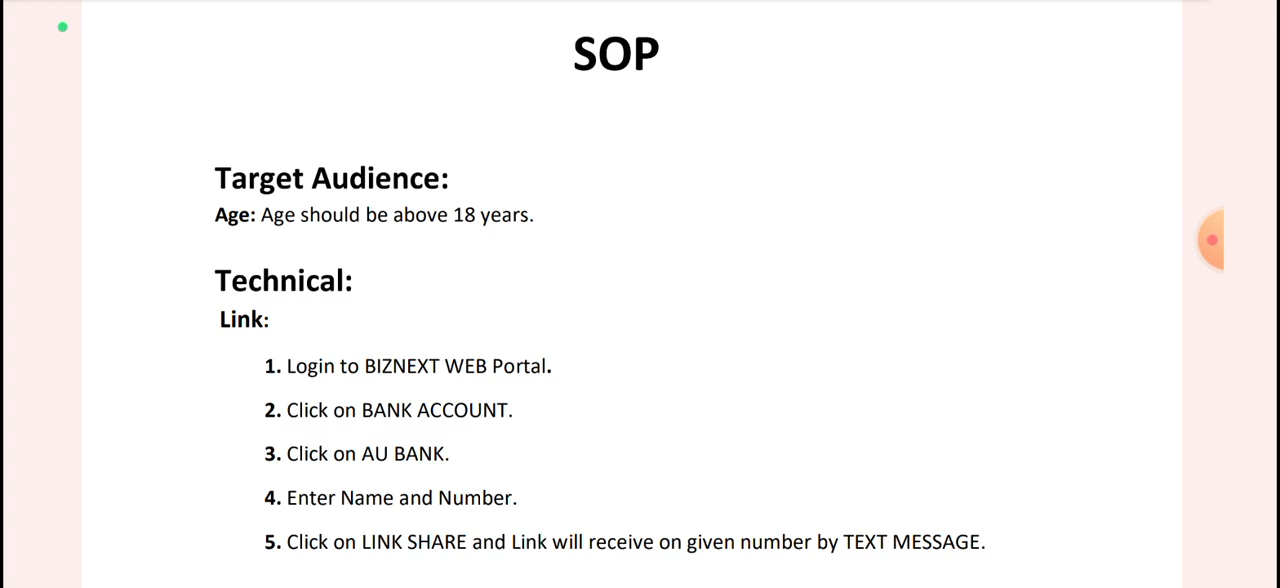 SOP
Target Audience:
Age: Age should be above 18 years.
Technical:
Link:
1. Login to BIZNEXT WEB Portal.
2. Click on BANK ACCOUNT.
3. Click on AU BANK.
4. Enter Name and Number.
5. Click on LINK SHARE and Link will receive on given number by TEXT MESSAGE.